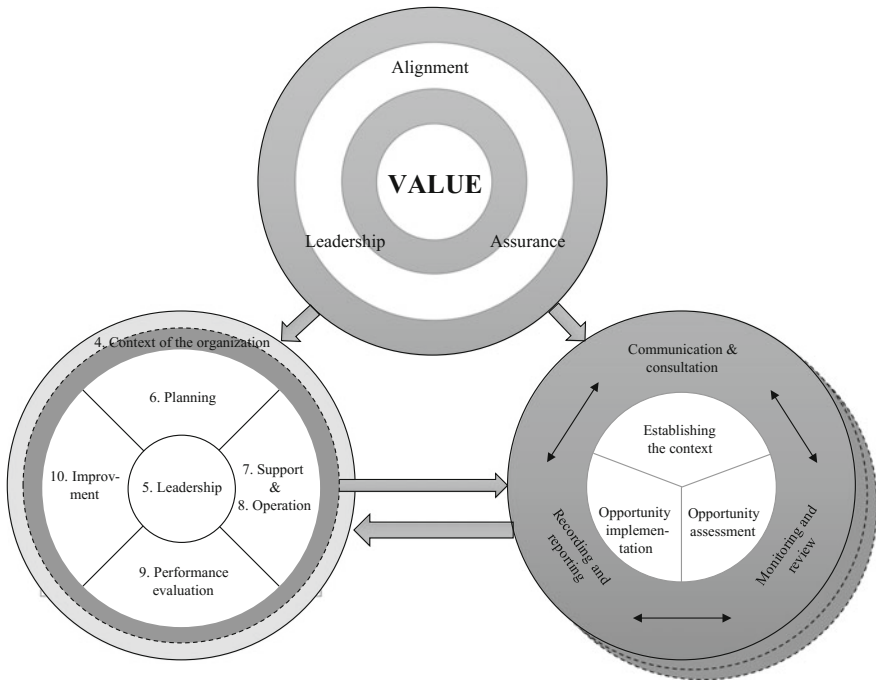 Alignment
VALUE
Leadership
Assurance
4. Context of the organization
6. Planning
10. Improv-
ment
5. Leadership
7. Support
&
8. Operation
9. Performance
evaluation
Communication &
consultation
Establishing
the context
Opportunity
implemen-
tation
Opportunity
assessment
Recording and
reporting
Monitoring and
review